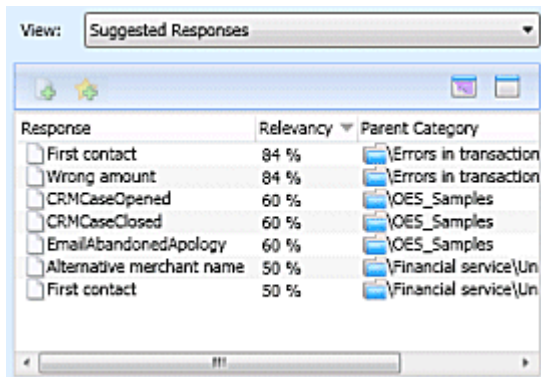 View: Suggested Responses
Response Relevancy Parent Category
First contact 84 % \Errors in transaction
Wrong amount 84 % \Errors in transaction
CRMCaseOpened 60 % \OES_Samples
CRMCaseClosed 60 % \OES_Samples
EmailAbandonedApology 60 % \OES_Samples
Alternative merchant name 50 % \Financial service\Un
First contact 50 % \Financial service\Un